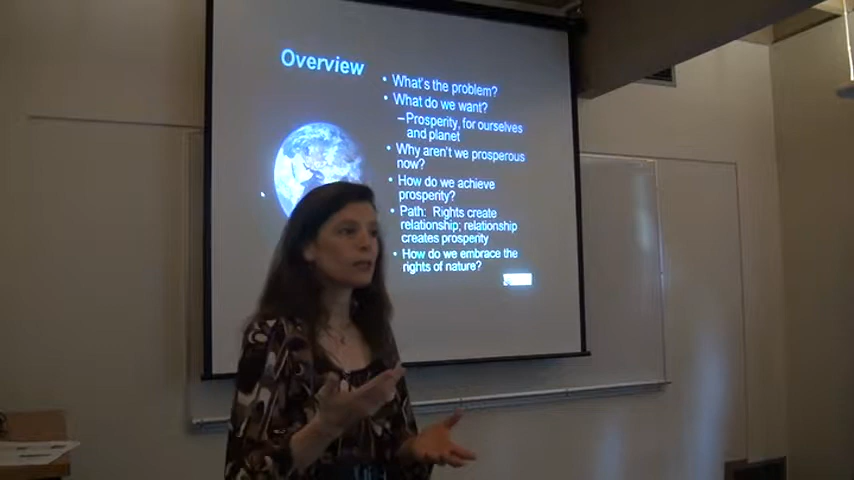 Overview
• What's the problem?
• What do we want?
–Prosperity, for ourselves
and planet
• Why aren't we prosperous
now?
• How do we achieve
prosperity?
• Path: Rights create
relationship; relationship
creates prosperity
• How do we embrace the
rights of nature?